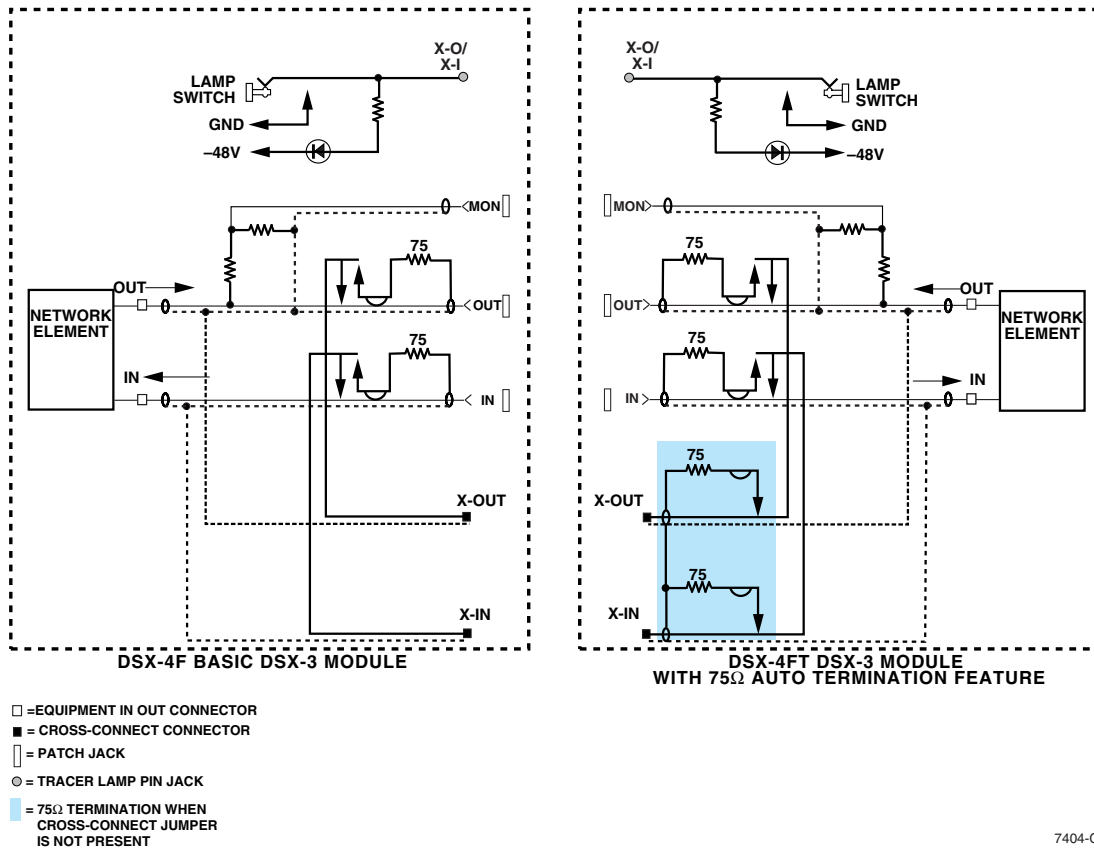 X-O/
X-I
LAMP
SWITCH
GND
–48V
MON
75
OUT
OUT
NETWORK
ELEMENT
75
IN
IN
X-OUT
X-IN
DSX-4F BASIC DSX-3 MODULE
X-O/
X-I
LAMP
SWITCH
GND
–48V
MON
75
OUT
OUT
NETWORK
ELEMENT
75
IN
IN
75
X-OUT
75
X-IN
DSX-4FT DSX-3 MODULE
WITH 75Ω AUTO TERMINATION FEATURE
=EQUIPMENT IN OUT CONNECTOR
= CROSS-CONNECT CONNECTOR
= PATCH JACK
= TRACER LAMP PIN JACK
= 75Ω TERMINATION WHEN
CROSS-CONNECT JUMPER
IS NOT PRESENT